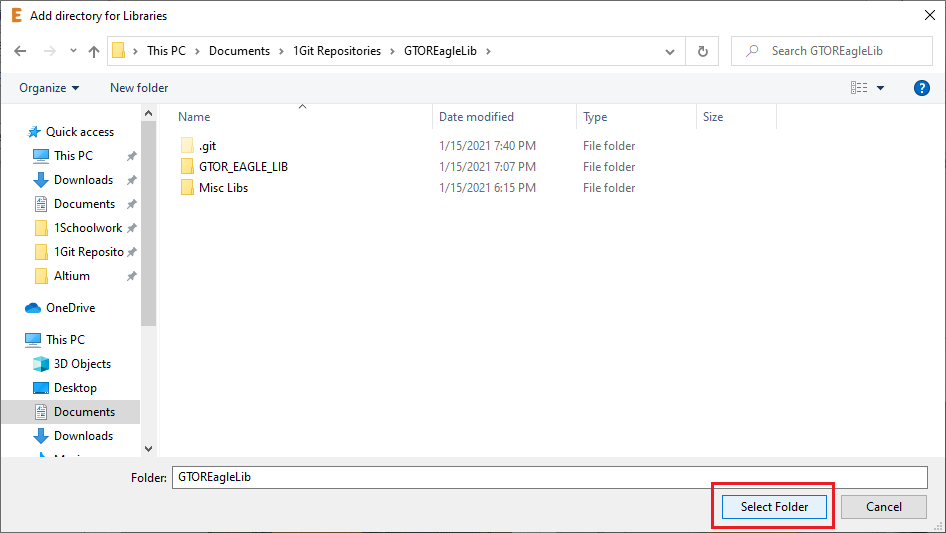 Add directory for Libraries
This PC > Documents > 1Git Repositories > GTOREagleLib >
Search GTOREagleLib
Organize
New folder
Name Date modified Type Size
.git 1/15/2021 7:40 PM File folder
GTOR_EAGLE_LIB 1/15/2021 7:07 PM File folder
Misc Libs 1/15/2021 6:15 PM File folder
Quick access
This PC
Downloads
Documents
1Schoolwork
1Git Reposito
Altium
OneDrive
This PC
3D Objects
Desktop
Documents
Downloads
Folder: GTOREagleLib
Select Folder
Cancel